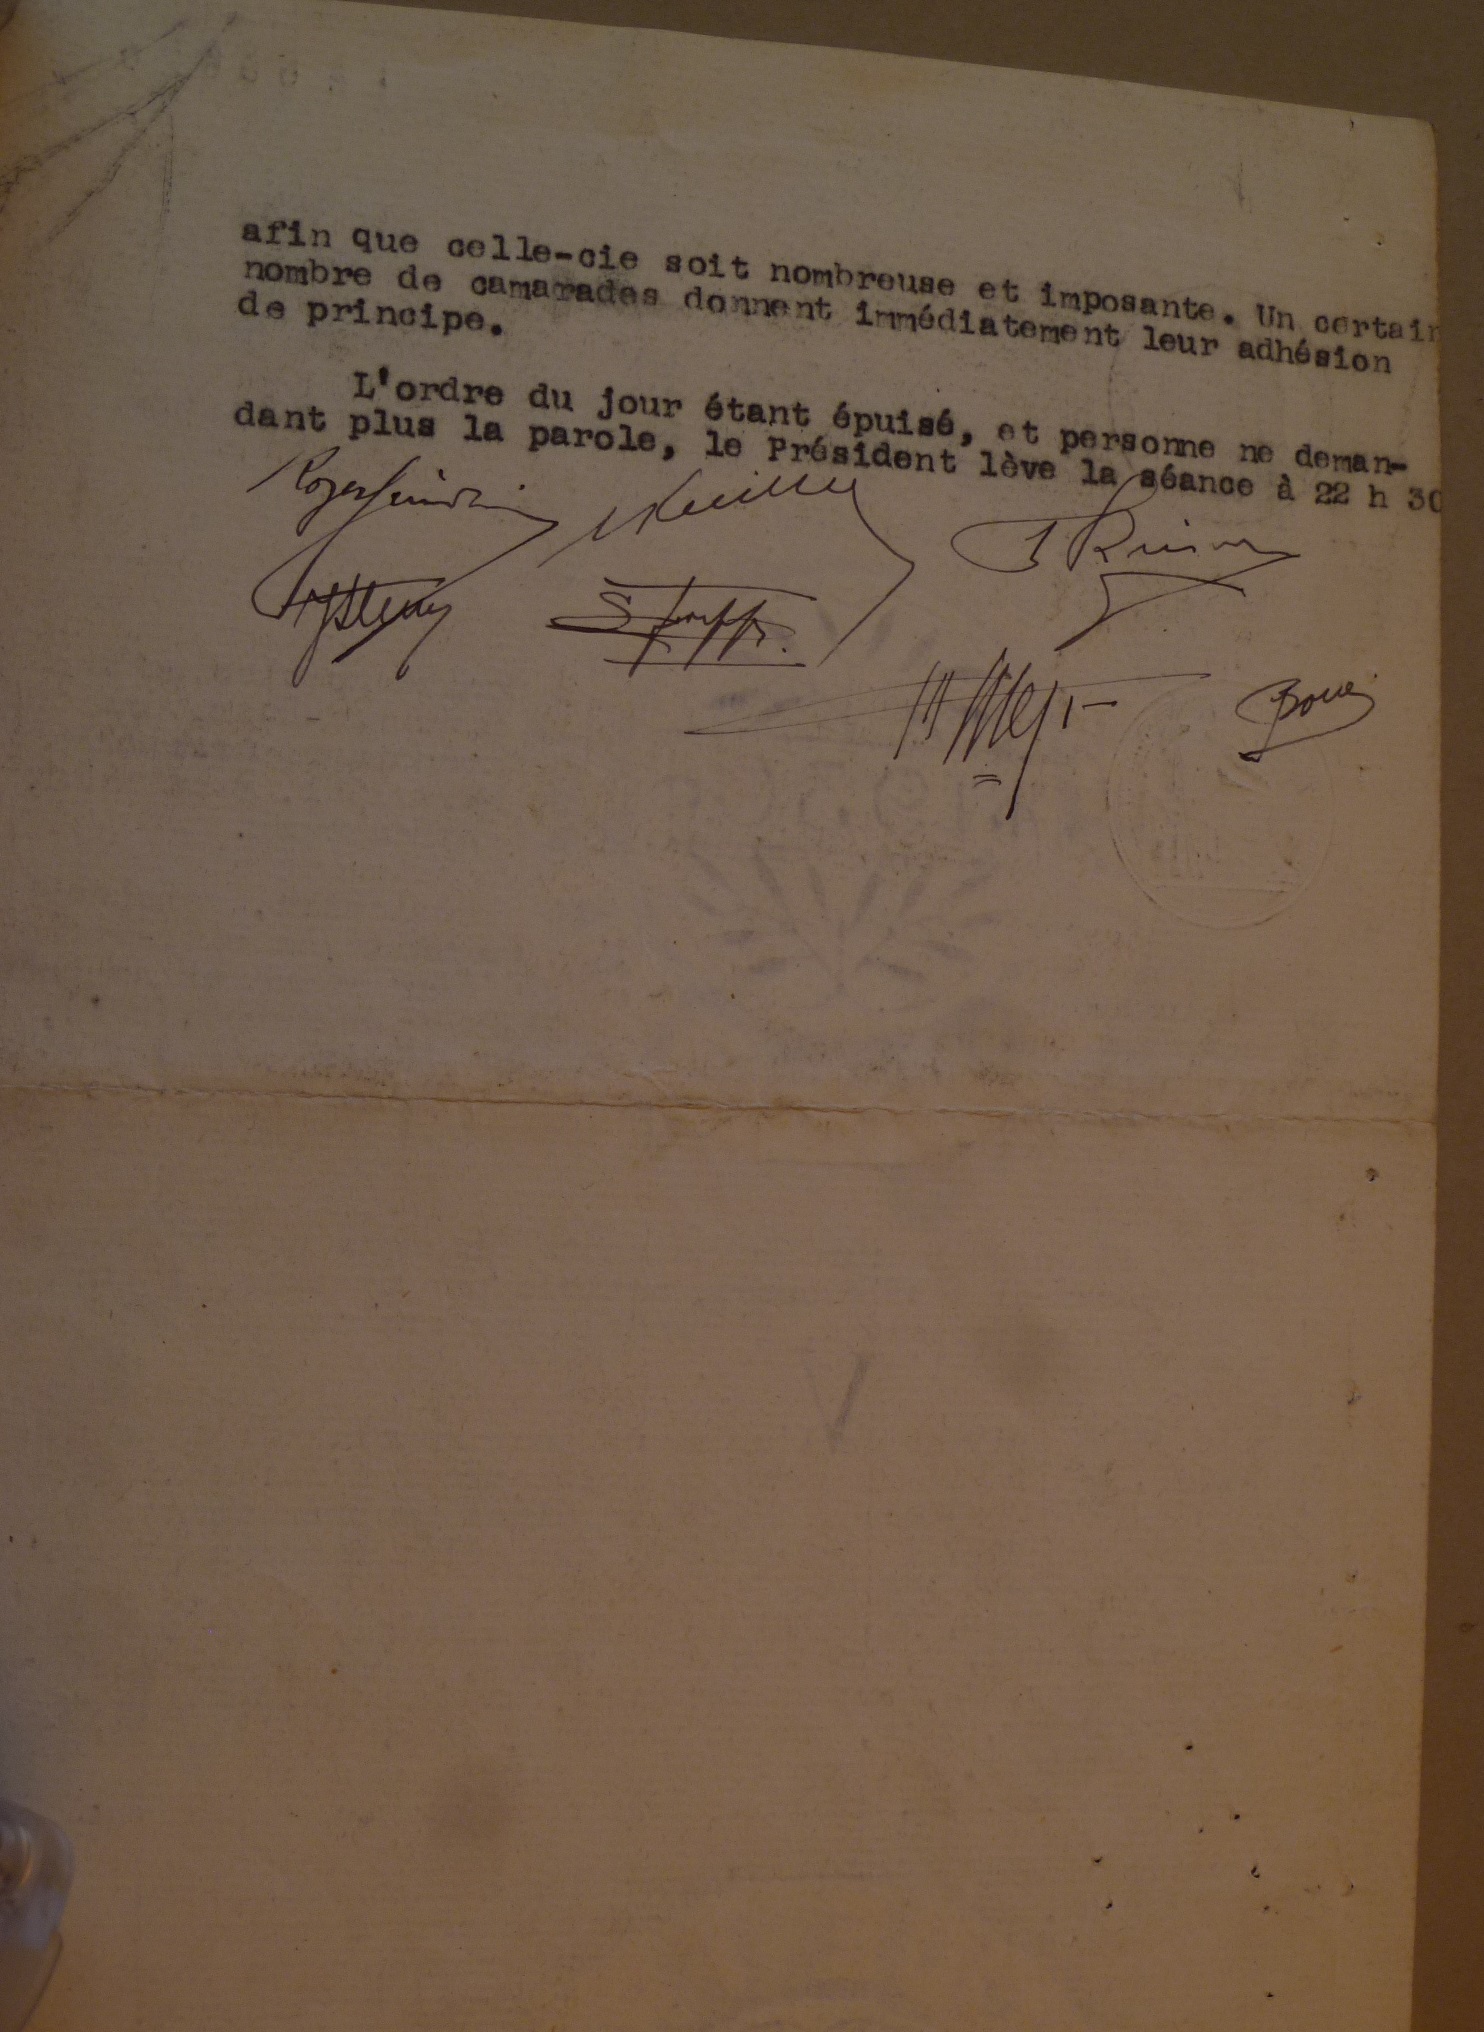 afin que celle-cie soit nombreuse et imposante. Un certain
nombre de camarades donnent immédiatement leur adhésion
de principe.
L'ordre du jour étant épuisé, et personne ne deman-
dant plus la parole, le Président lève la séance à 22 h 30